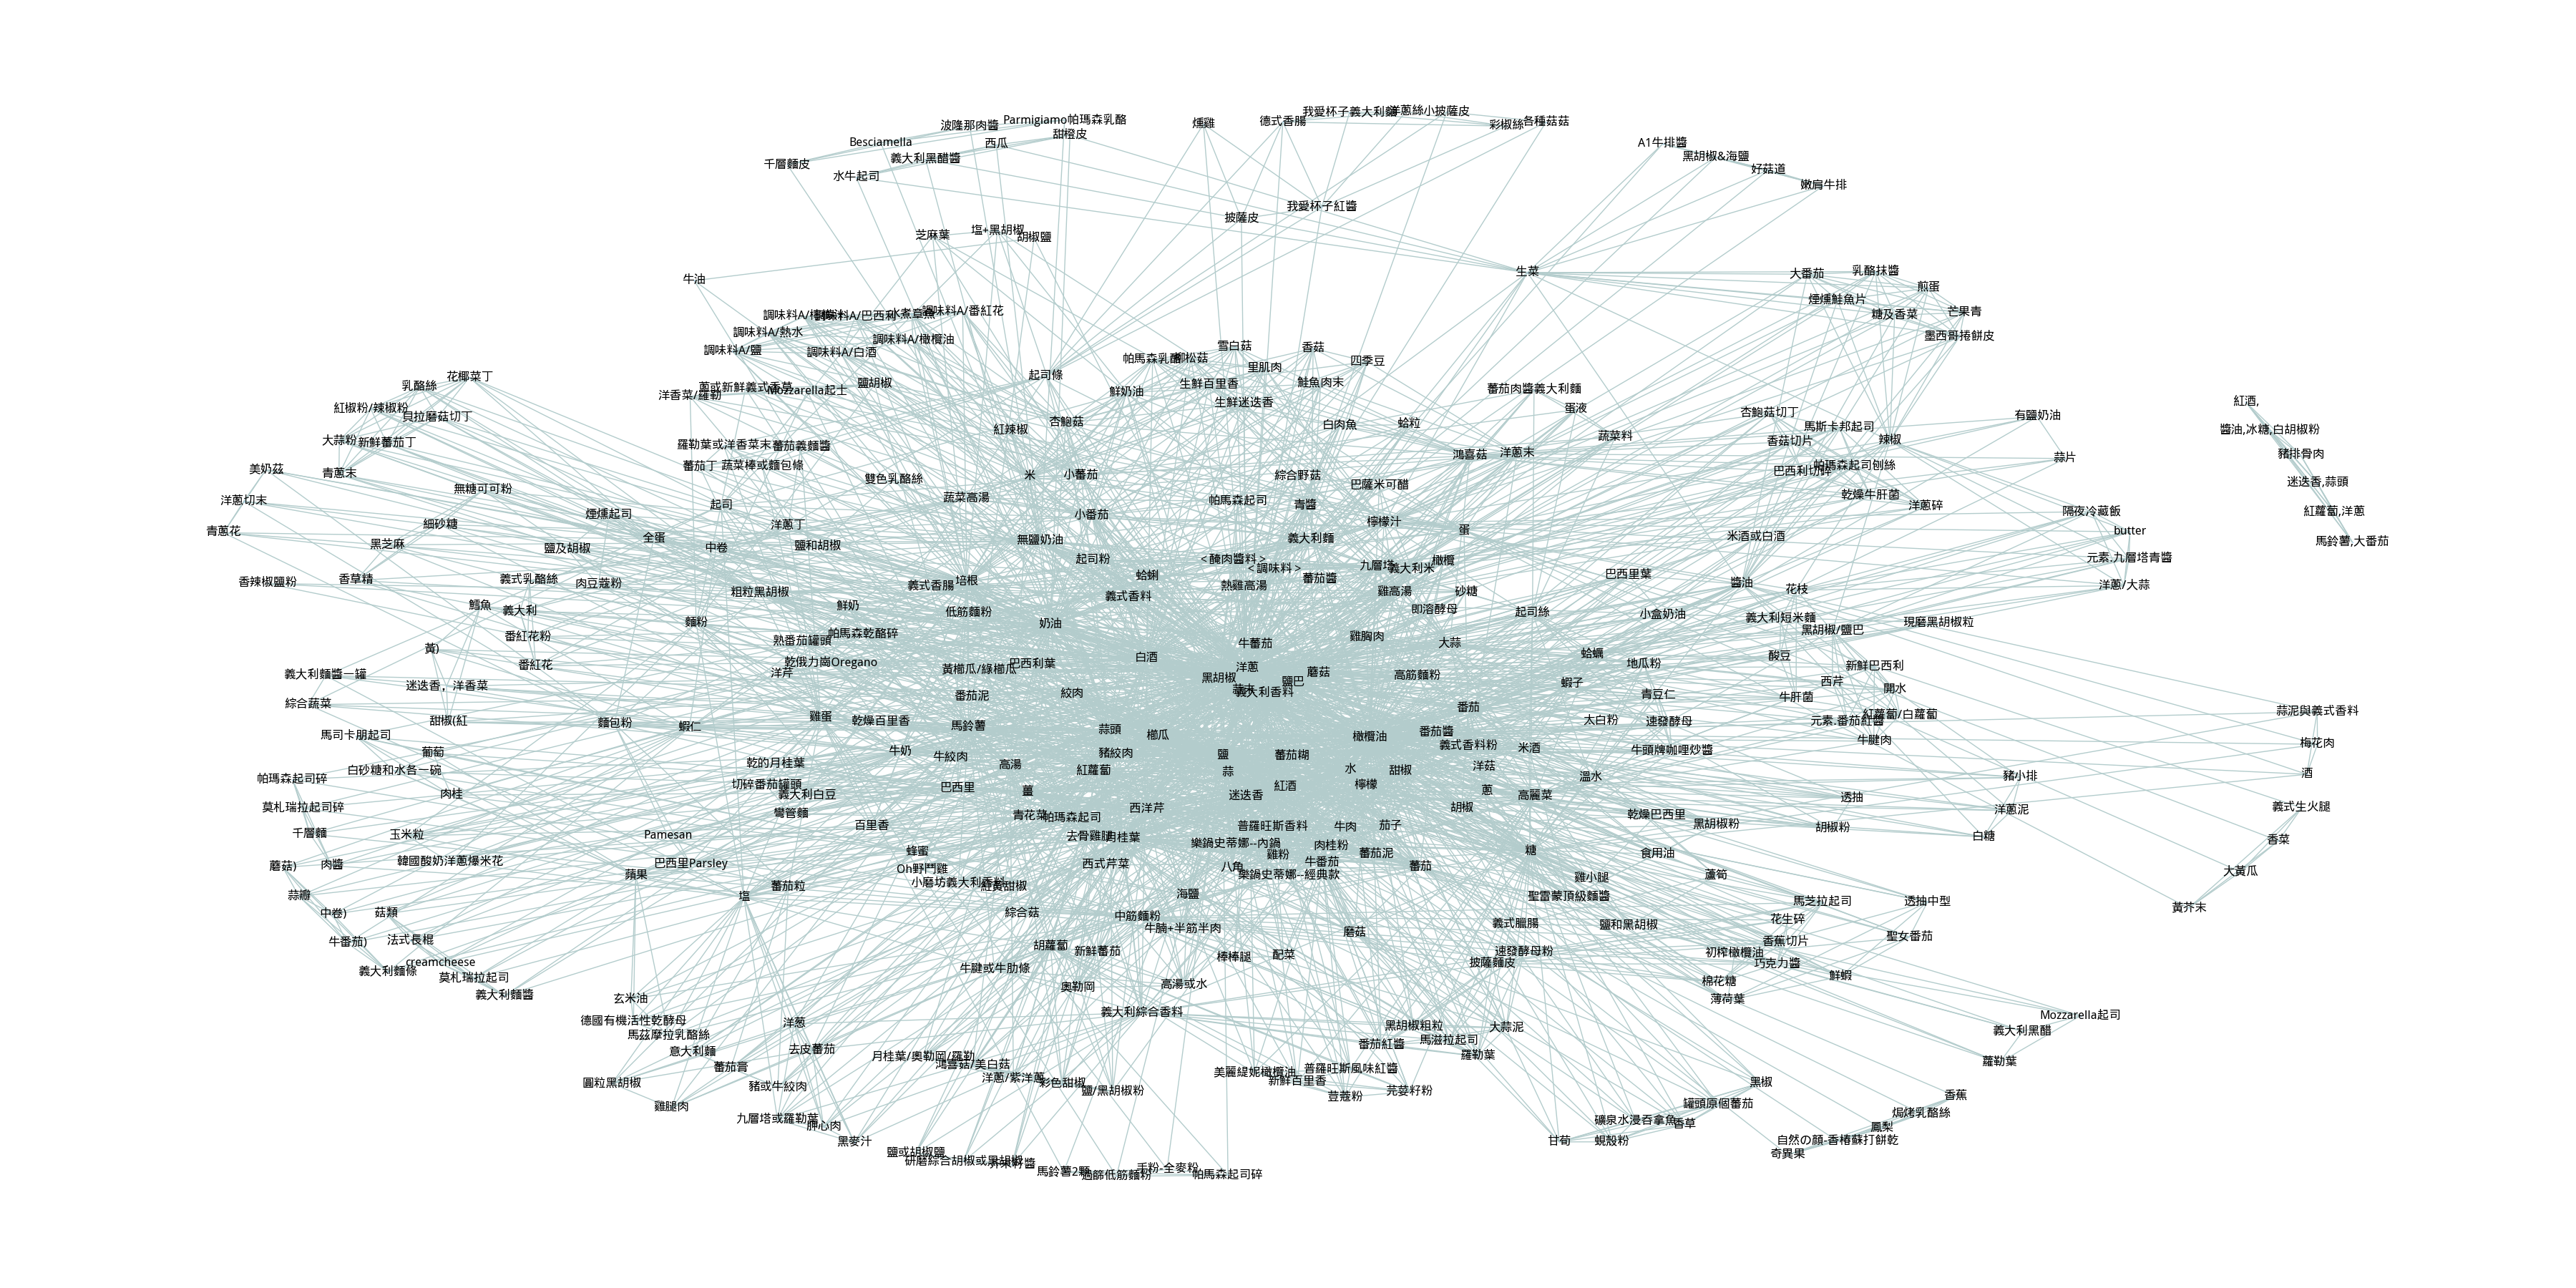 Parmigiamo帕瑪森乳酪
波隆那肉醬
甜橙皮
Besciamella
西瓜
義大利黑醋醬
千層麵皮
水牛起司
燻雞
德式香腸
我愛杯子義大利麵
洋蔥絲小披薩皮
彩椒絲
各種菇菇
A1牛排醬
黑胡椒&海鹽
好菇道
嫩肩牛排
我愛杯子紅醬
披薩皮
芝麻葉
塩+黑胡椒
胡椒鹽
牛油
生菜
大番茄
乳酪抹醬
煎蛋
煙燻鮭魚片
糖及香菜
芒果青
墨西哥捲餅皮
調味料A/巴西利
水煮章魚
調味料A/番紅花
調味料A/熱水
調味料A/橄欖油
調味料A/鹽
調味料A/白酒
帕馬森乳酪
柳松菇
雪白菇
里肌肉
香菇
四季豆
花椰菜丁
乳酪絲
蔥或新鮮義式香草
Mozzarella起士
鹽胡椒
洋香菜/羅勒
起司條
鮮奶油
生鮮百里香
生鮮迷迭香
鮭魚肉末
蕃茄肉醬義大利麵
蛋液
紅椒粉/辣椒粉
貝拉磨菇切丁
紅辣椒
杏鮑菇
白肉魚
蛤粒
杏鮑菇切丁
馬斯卡邦起司
有鹽奶油
紅酒,
醬油,冰糖,白胡椒粉
豬排骨肉
迷迭香,蒜頭
紅蘿蔔,洋蔥
馬鈴薯,大番茄
大蒜粉
新鮮蕃茄丁
羅勒葉或洋香菜末
蕃茄義麵醬
蔬菜料
香菇切片
辣椒
美奶茲
青蔥末
蕃茄丁
蔬菜棒或麵包條
米
小蕃茄
綜合野菇
巴薩米可醋
鴻喜菇
洋蔥末
巴西利切碎
帕瑪森起司刨絲
蒜片
無糖可可粉
雙色乳酪絲
蔬菜高湯
帕馬森起司
青醬
乾燥牛肝菌
洋蔥碎
洋蔥切末
起司
煙燻起司
小番茄
檸檬汁
隔夜冷藏飯
青蔥花
細砂糖
洋蔥丁
無鹽奶油
義大利麵
蛋
米酒或白酒
butter
黑芝麻
鹽及胡椒
全蛋
中卷
鹽和胡椒
起司粉
<醃肉醬料>
<調味料>
九層塔
義大利米
橄欖
元素.九層塔青醬
香辣椒鹽粉
香草精
義式乳酪絲
肉豆蔻粉
粗粒黑胡椒
義式香腸
培根
蛤蜊
義式香料
熱雞高湯
蕃茄醬
雞高湯
砂糖
巴西里葉
醬油
花枝
洋蔥/大蒜
鱈魚
義大利
鮮奶
低筋麵粉
奶油
即溶酵母
起司絲
小盒奶油
義大利短米麵
黑胡椒/鹽巴
現磨黑胡椒粒
番紅花粉
麵粉
熟番茄罐頭
帕馬森乾酪碎
牛蕃茄
雞胸肉
大蒜
黃)
番紅花
洋芹
乾俄力崗Oregano
黃櫛瓜/綠櫛瓜
巴西利葉
白酒
洋蔥
蛤蠣
地瓜粉
酸豆
新鮮巴西利
義大利麵醬一罐
迷迭香，洋香菜
番茄泥
絞肉
黑胡椒
鹽巴
蘑菇
義大利香料
高筋麵粉
蝦子
青豆仁
牛肝菌
西芹
開水
綜合蔬菜
甜椒(紅
麵包粉
蝦仁
雞蛋
乾燥百里香
馬鈴薯
蒜頭
櫛瓜
橄欖油
番茄
番茄醬
太白粉
速發酵母
元素.番茄紅醬
紅蘿蔔/白蘿蔔
蒜泥與義式香料
馬司卡朋起司
葡萄
牛奶
牛絞肉
高湯
豬絞肉
紅蘿蔔
鹽
蒜
蕃茄糊
水
甜椒
義式香料粉
洋菇
米酒
牛頭牌咖哩炒醬
牛腱肉
梅花肉
帕瑪森起司碎
白砂糖和水各一碗
肉桂
乾的月桂葉
切碎番茄罐頭
義大利白豆
巴西里
薑
西洋芹
迷迭香
紅酒
檸檬
胡椒
蔥
高麗菜
溫水
豬小排
酒
莫札瑞拉起司碎
彎管麵
青花菜
帕瑪森起司
透抽
洋蔥泥
義式生火腿
千層麵
玉米粒
Pamesan
百里香
去骨雞腿
月桂葉
普羅旺斯香料
牛肉
茄子
乾燥巴西里
黑胡椒粉
胡椒粉
白糖
香菜
蘑菇)
肉醬
韓國酸奶洋蔥爆米花
巴西里Parsley
蜂蜜
西式芹菜
樂鍋史蒂娜--內鍋
雞粉
肉桂粉
蕃茄泥
糖
食用油
大黃瓜
蒜瓣
蘋果
蕃茄粒
Oh野鬥雞
小磨坊義大利香料
紅黃甜椒
八角
牛番茄
樂鍋史蒂娜--經典款
蕃茄
雞小腿
蘆筍
聖雷蒙頂級麵醬
黃芥末
中卷)
菇類
塩
綜合菇
海鹽
中筋麵粉
牛腩+半筋半肉
磨菇
義式臘腸
鹽和黑胡椒
馬芝拉起司
花生碎
透抽中型
牛番茄)
法式長棍
胡蘿蔔
新鮮蕃茄
棒棒腿
配菜
速發酵母粉
披薩麵皮
初榨橄欖油
香蕉切片
聖女番茄
義大利麵條
creamcheese
莫札瑞拉起司
義大利麵醬
牛腱或牛肋條
奧勒岡
高湯或水
巧克力醬
鮮蝦
棉花糖
薄荷葉
玄米油
義大利綜合香料
德國有機活性乾酵母
馬茲摩拉乳酪絲
洋葱
黑胡椒粗粒
大蒜泥
Mozzarella起司
義大利黑醋
意大利麵
去皮蕃茄
月桂葉/奧勒岡/羅勒
鴻喜菇/美白菇
番茄紅醬
馬滋拉起司
羅勒葉
蘿勒葉
蕃茄膏
洋蔥/紫洋蔥
彩色甜椒
美麗緹妮橄欖油
新鮮百里香
普羅旺斯風味紅醬
圓粒黑胡椒
豬或牛絞肉
鹽/黑胡椒粉
荳蔻粉
芫荽籽粉
黑椒
香蕉
雞腿肉
九層塔或羅勒葉
胛心肉
黑麥汁
罐頭原個蕃茄
礦泉水浸吞拿魚
香草
焗烤乳酪絲
鳳梨
鹽或胡椒鹽
研磨綜合胡椒或黑胡椒
甘荀
蜆殼粉
自然の顏-香椿蘇打餅乾
奇異果
馬鈴薯2顆
過篩低筋麵粉
手粉-全麥粉
帕馬森起司碎